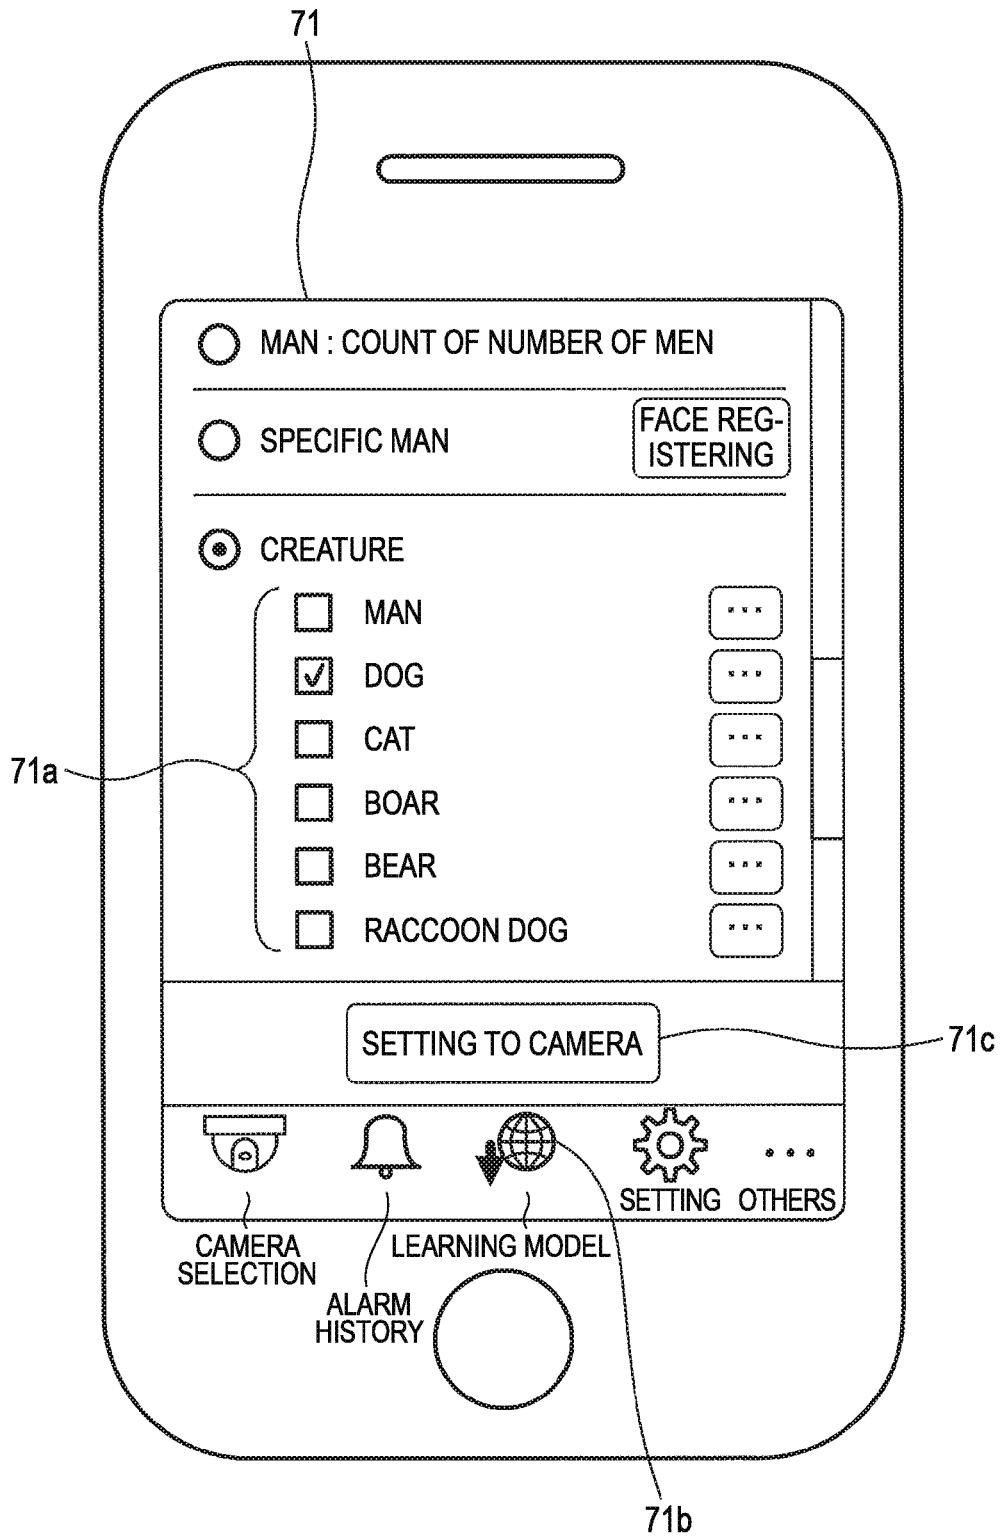 71
MAN : COUNT OF NUMBER OF MEN
SPECIFIC MAN
FACE REG-
ISTERING
CREATURE
MAN
...
DOG
...
CAT
...
BOAR
...
BEAR
...
RACCOON DOG
...
71a
SETTING TO CAMERA
71c
SETTING
OTHERS
...
CAMERA
SELECTION
ALARM
HISTORY
LEARNING MODEL
71b